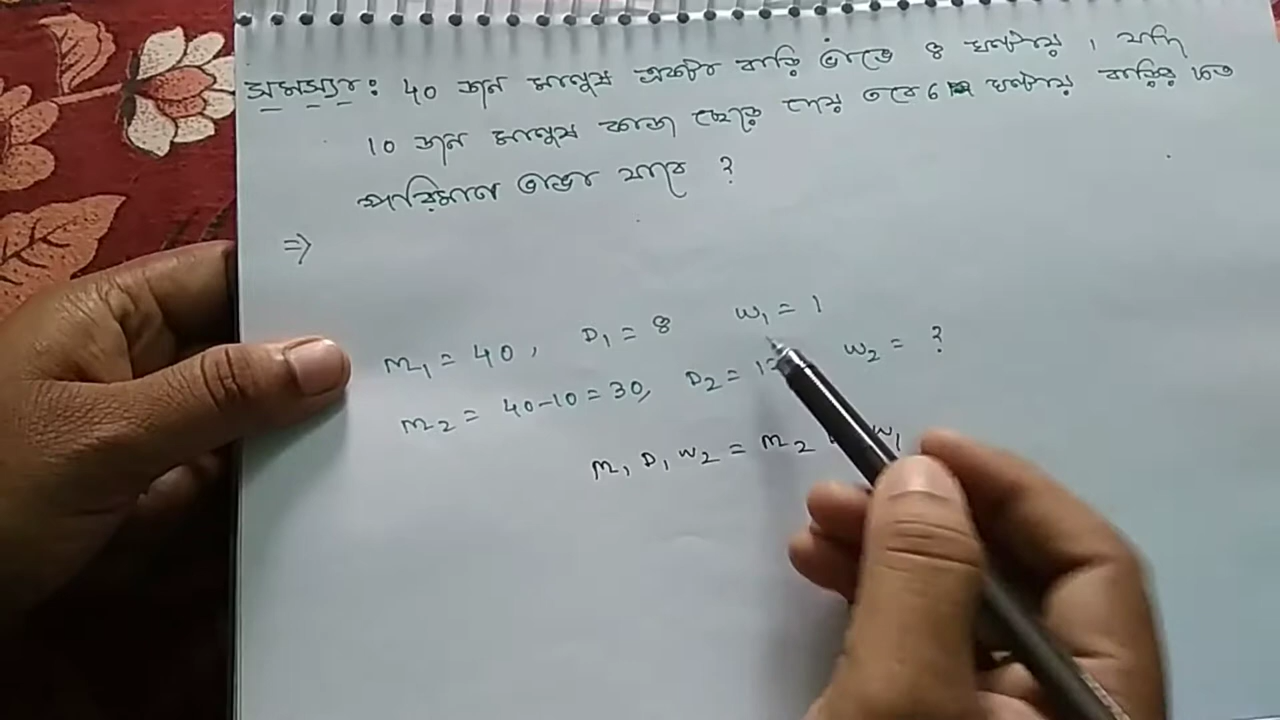 সমস্যা: 40 জন মানুষ একটা বাড়ি ভাঙে 8 ঘন্টায়। যদি
10 জন মানুষ কাজ ছেড়ে দেয় তবে ঘন্টায় বাড়ির কত
পরিমাণ ভাঙা যাবে ?
⇒
M₁ = 40, D₁ = 8 W₁ = 1
M₂ = 40-10 = 30, D₂ = W₂ = ?
M₁ D₁ W₂ = M₂ W₁